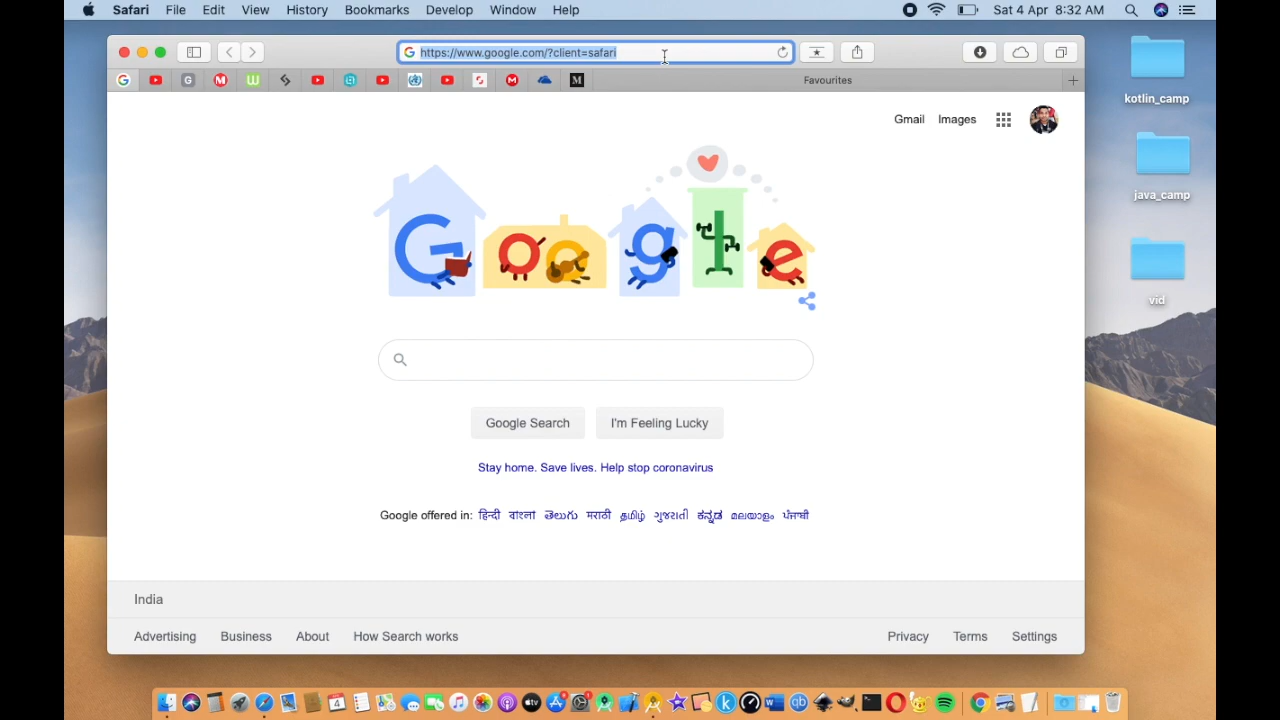 Safari File Edit View History Bookmarks Develop Window Help Sat 4 Apr 8:32 AM
https://www.google.com/?client=safari
Favourites
kotlin_camp
Gmail Images
java_camp
Google
vid
Google Search I'm Feeling Lucky
Stay home. Save lives. Help stop coronavirus
Google offered in: हिन्दी বাংলা తెలుగు मराठी தமிழ் ગુજરાતી ಕನ್ನಡ മലയാളം ਪੰਜਾਬੀ
India
Advertising Business About How Search works Privacy Terms Settings